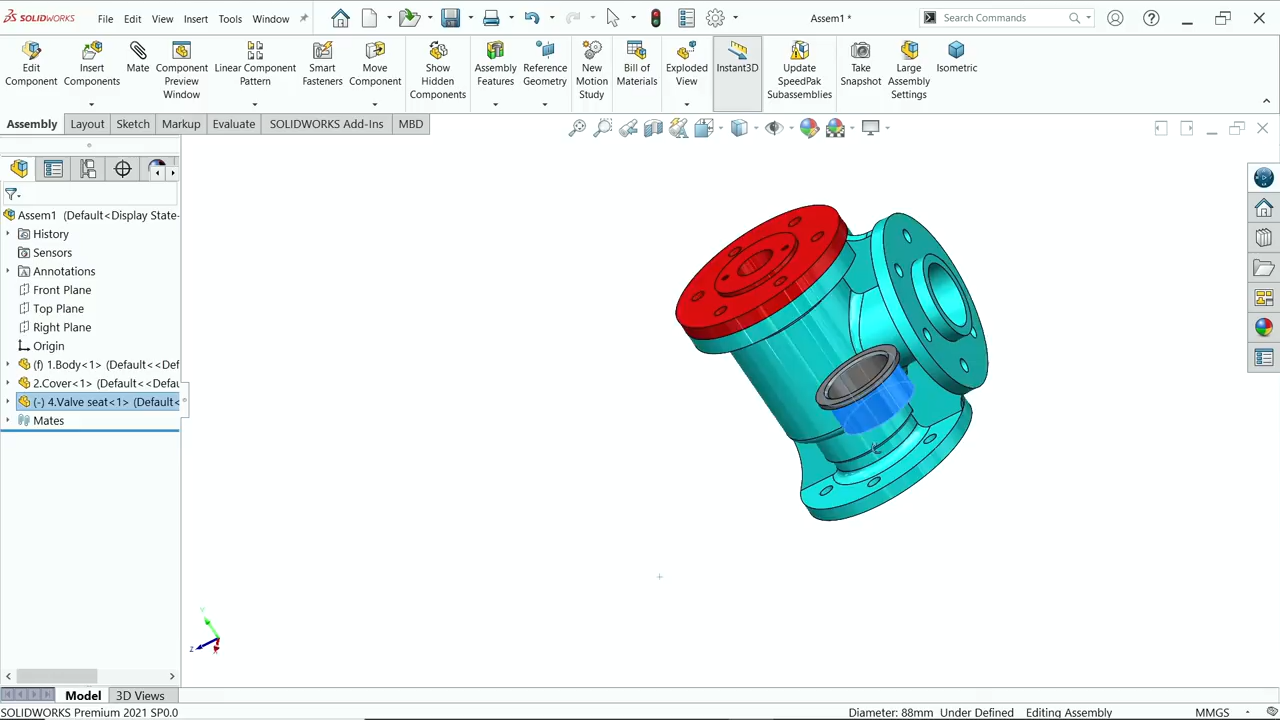 SOLIDWORKS File Edit View Insert Tools Window Assem1 * Search Commands
Edit Component
Insert Components
Mate
Component Preview Window
Linear Component Pattern
Smart Fasteners
Move Component
Show Hidden Components
Assembly Features
Reference Geometry
New Motion Study
Bill of Materials
Exploded View
Instant3D
Update SpeedPak Subassemblies
Take Snapshot
Large Assembly Settings
Isometric
Assembly Layout Sketch Markup Evaluate SOLIDWORKS Add-Ins MBD
Assem1 (Default<Display State-
History
Sensors
Annotations
Front Plane
Top Plane
Right Plane
Origin
(f) 1.Body<1> (Default<<Def
2.Cover<1> (Default<<Defau
(-) 4.Valve seat<1> (Default<
Mates
Y
Z
X
Model 3D Views
SOLIDWORKS Premium 2021 SP0.0 Diameter: 88mm Under Defined Editing Assembly MMGS